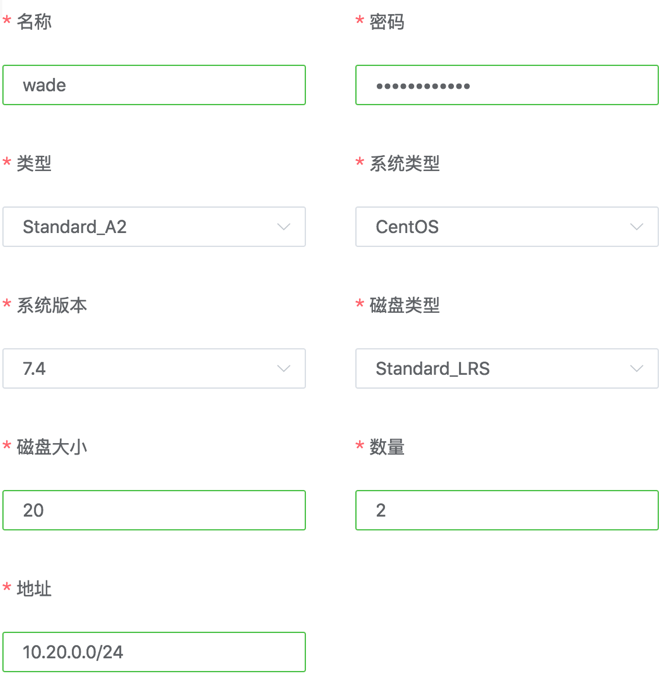 * 名称
* 密码
wade
••••••••••••
* 类型
* 系统类型
Standard_A2
CentOS
* 系统版本
* 磁盘类型
7.4
Standard_LRS
* 磁盘大小
* 数量
20
2
* 地址
10.20.0.0/24